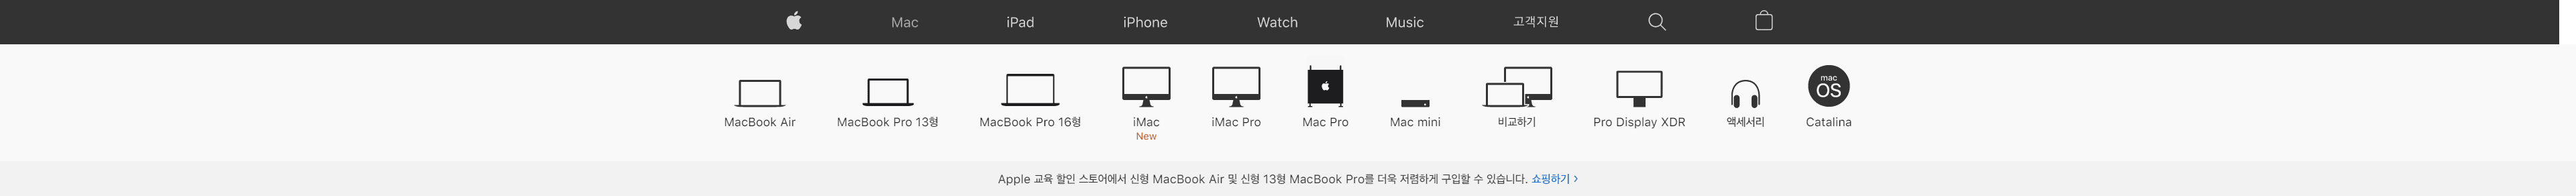 Mac iPad iPhone Watch Music 고객지원
mac
OS
MacBook Air MacBook Pro 13형 MacBook Pro 16형 iMac iMac Pro Mac Pro Mac mini 비교하기 Pro Display XDR 액세서리 Catalina
New
Apple 교육 할인 스토어에서 신형 MacBook Air 및 신형 13형 MacBook Pro를 더욱 저렴하게 구입할 수 있습니다. 쇼핑하기 >